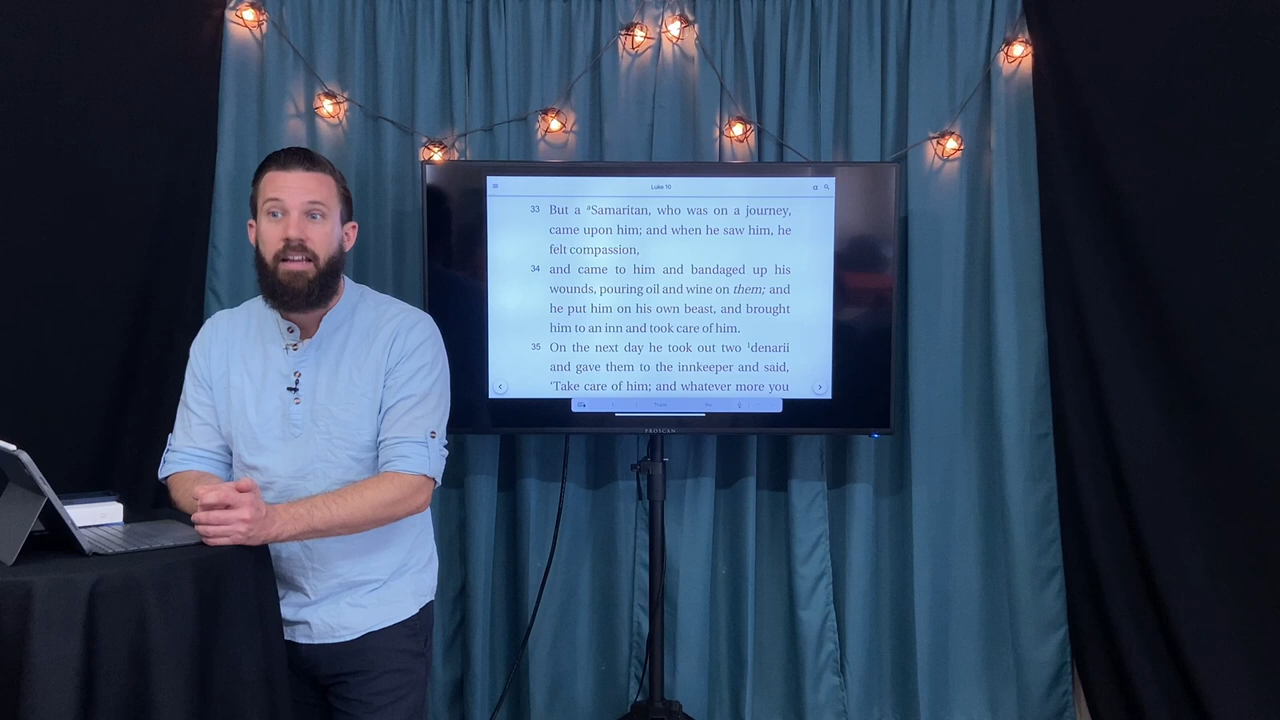 Luke 10
33 But a ªSamaritan, who was on a journey,
came upon him; and when he saw him, he
felt compassion,
34 and came to him and bandaged up his
wounds, pouring oil and wine on them; and
he put him on his own beast, and brought
him to an inn and took care of him.
35 On the next day he took out two ¹denarii
and gave them to the innkeeper and said,
‘Take care of him; and whatever more you
PROSCAN